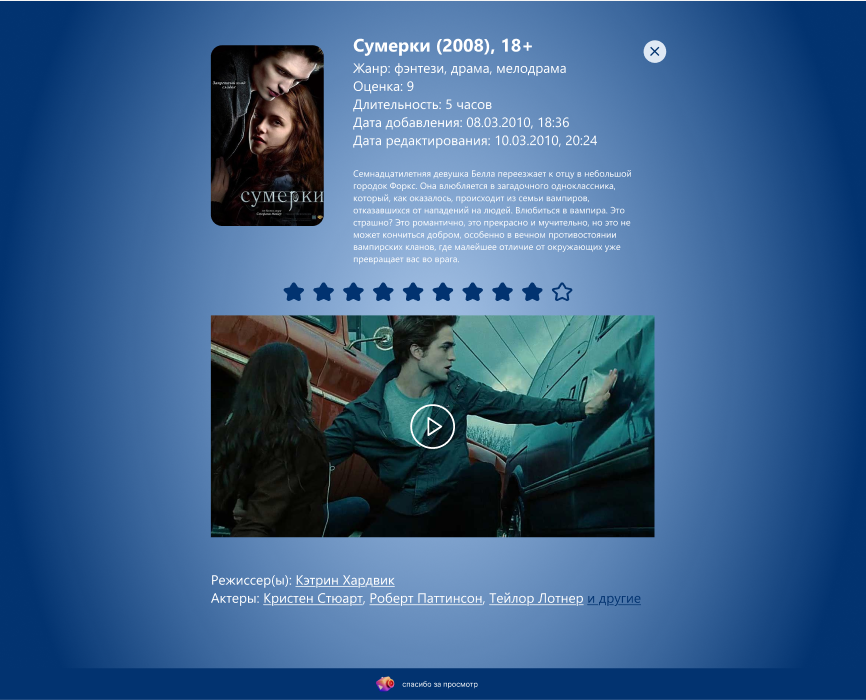 Сумерки (2008), 18+
Жанр: фэнтези, драма, мелодрама
Оценка: 9
Длительность: 5 часов
Дата добавления: 08.03.2010, 18:36
Дата редактирования: 10.03.2010, 20:24
сумерки
Семнадцатилетняя девушка Белла переезжает к отцу в небольшой
городок Форкс. Она влюбляется в загадочного одноклассника,
который, как оказалось, происходит из семьи вампиров,
отказавшихся от нападений на людей. Влюбиться в вампира. Это
страшно? Это романтично, это прекрасно и мучительно, но это не
может кончиться добром, особенно в вечном противостоянии
вампирских кланов, где малейшее отличие от окружающих уже
превращает вас во врага.
Режиссер(ы): Кэтрин Хардвик
Актеры: Кристен Стюарт, Роберт Паттинсон, Тейлор Лотнер и другие
спасибо за просмотр